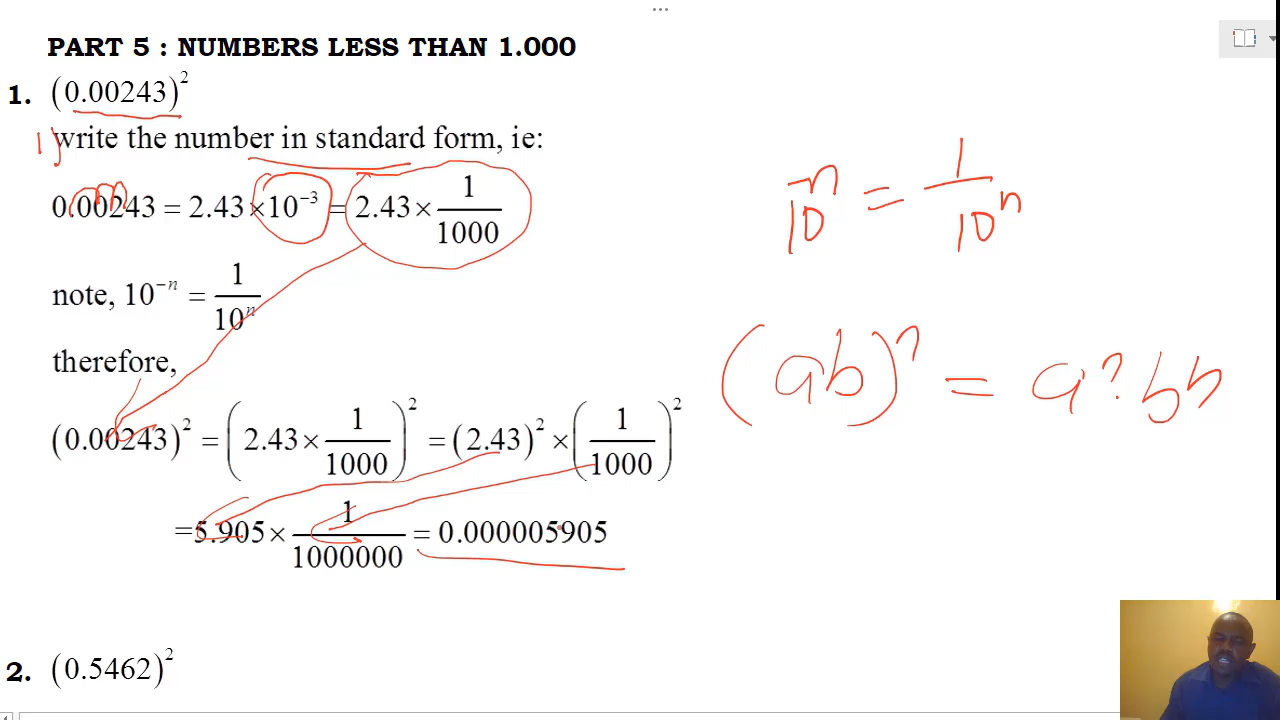 PART 5 : NUMBERS LESS THAN 1.000
1. (0.00243)²
1) write the number in standard form, ie:
0.00243 = 2.43×10⁻³ = 2.43× 1/1000
note, 10⁻ⁿ = 1/10ⁿ
therefore,
(0.00243)² = (2.43× 1/1000)² = (2.43)² × (1/1000)²
=5.905× 1/1000000 = 0.000005905
2. (0.5462)²
10⁻ⁿ = 1/10ⁿ
(ab)ⁿ = aⁿ bⁿ